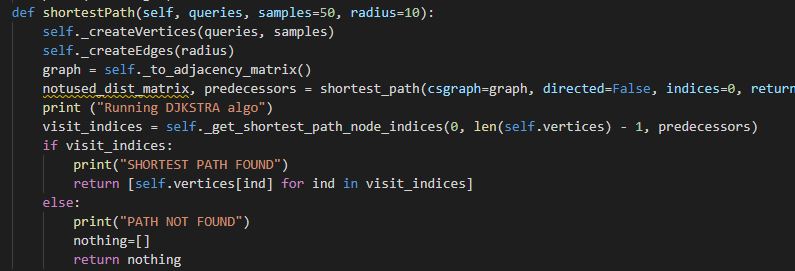 def shortestPath(self, queries, samples=50, radius=10):
self._createVertices(queries, samples)
self._createEdges(radius)
graph = self._to_adjacency_matrix()
notused_dist_matrix, predecessors = shortest_path(csgraph=graph, directed=False, indices=0, return
print ("Running DJKSTRA algo")
visit_indices = self._get_shortest_path_node_indices(0, len(self.vertices) - 1, predecessors)
if visit_indices:
print("SHORTEST PATH FOUND")
return [self.vertices[ind] for ind in visit_indices]
else:
print("PATH NOT FOUND")
nothing=[]
return nothing